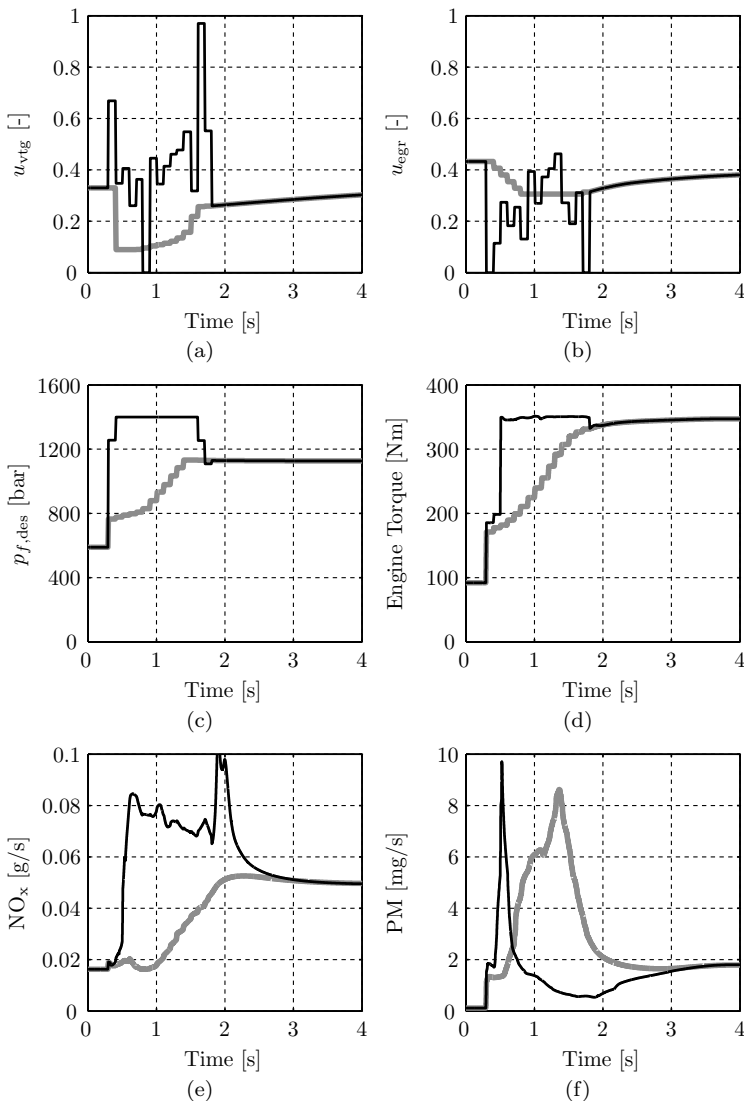 1
0.8
0.6
0.4
0.2
0
u_vtg [-]
0 1 2 3 4
Time [s]
(a)
1
0.8
0.6
0.4
0.2
0
u_egr [-]
0 1 2 3 4
Time [s]
(b)
1600
1200
800
400
0
p_f,des [bar]
0 1 2 3 4
Time [s]
(c)
400
300
200
100
0
Engine Torque [Nm]
0 1 2 3 4
Time [s]
(d)
0.1
0.08
0.06
0.04
0.02
0
NO_x [g/s]
0 1 2 3 4
Time [s]
(e)
10
8
6
4
2
0
PM [mg/s]
0 1 2 3 4
Time [s]
(f)